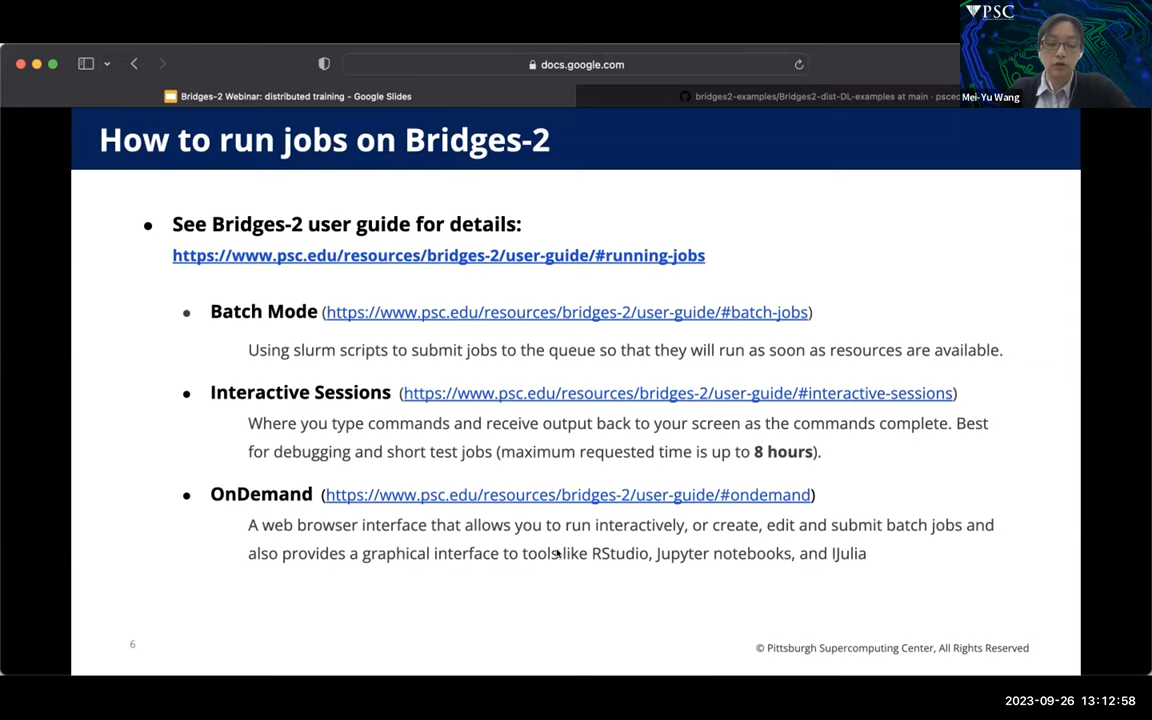 PSC
docs.google.com
Bridges-2 Webinar: distributed training - Google Slides
bridges2-examples/Bridges2-dist-DL-examples at main · psced
Mei-Yu Wang
How to run jobs on Bridges-2
● See Bridges-2 user guide for details:
https://www.psc.edu/resources/bridges-2/user-guide/#running-jobs
● Batch Mode (https://www.psc.edu/resources/bridges-2/user-guide/#batch-jobs)
Using slurm scripts to submit jobs to the queue so that they will run as soon as resources are available.
● Interactive Sessions (https://www.psc.edu/resources/bridges-2/user-guide/#interactive-sessions)
Where you type commands and receive output back to your screen as the commands complete. Best
for debugging and short test jobs (maximum requested time is up to 8 hours).
● OnDemand (https://www.psc.edu/resources/bridges-2/user-guide/#ondemand)
A web browser interface that allows you to run interactively, or create, edit and submit batch jobs and
also provides a graphical interface to tools like RStudio, Jupyter notebooks, and IJulia
6
© Pittsburgh Supercomputing Center, All Rights Reserved
2023-09-26 13:12:58